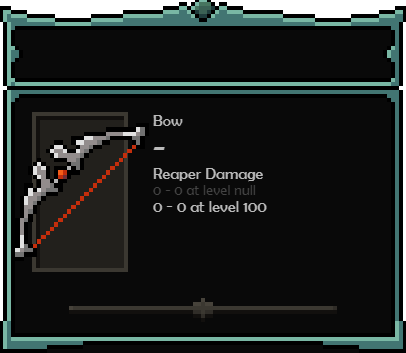 Bow
–
Reaper Damage
0 - 0 at level null
0 - 0 at level 100